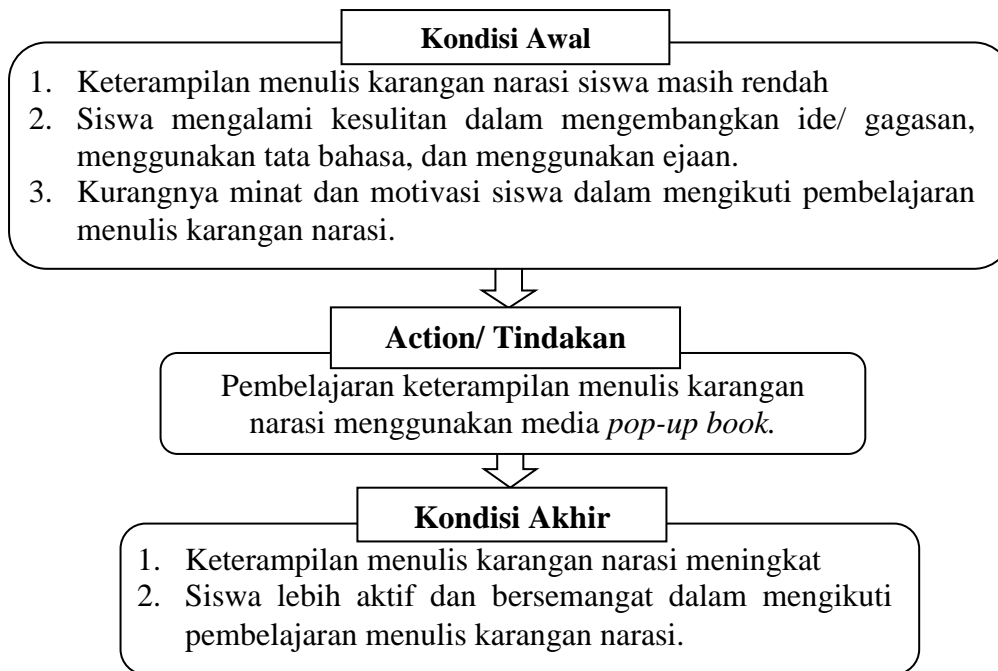 Kondisi Awal
1. Keterampilan menulis karangan narasi siswa masih rendah
2. Siswa mengalami kesulitan dalam mengembangkan ide/ gagasan,
menggunakan tata bahasa, dan menggunakan ejaan.
3. Kurangnya minat dan motivasi siswa dalam mengikuti pembelajaran
menulis karangan narasi.
Action/ Tindakan
Pembelajaran keterampilan menulis karangan
narasi menggunakan media pop-up book.
Kondisi Akhir
1. Keterampilan menulis karangan narasi meningkat
2. Siswa lebih aktif dan bersemangat dalam mengikuti
pembelajaran menulis karangan narasi.